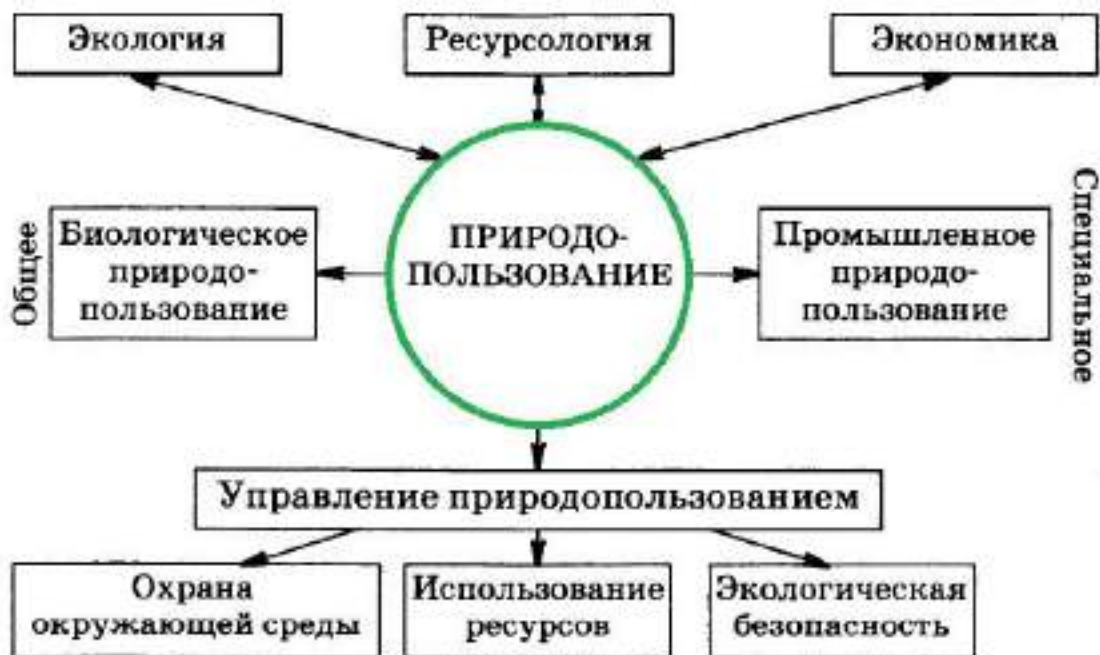 Экология
Ресурсология
Экономика
Общее
Биологическое
природо-
пользование
ПРИРОДО-
ПОЛЬЗОВАНИЕ
Промышленное
природо-
пользование
Специальное
Управление природопользованием
Охрана
окружающей среды
Использование
ресурсов
Экологическая
безопасность